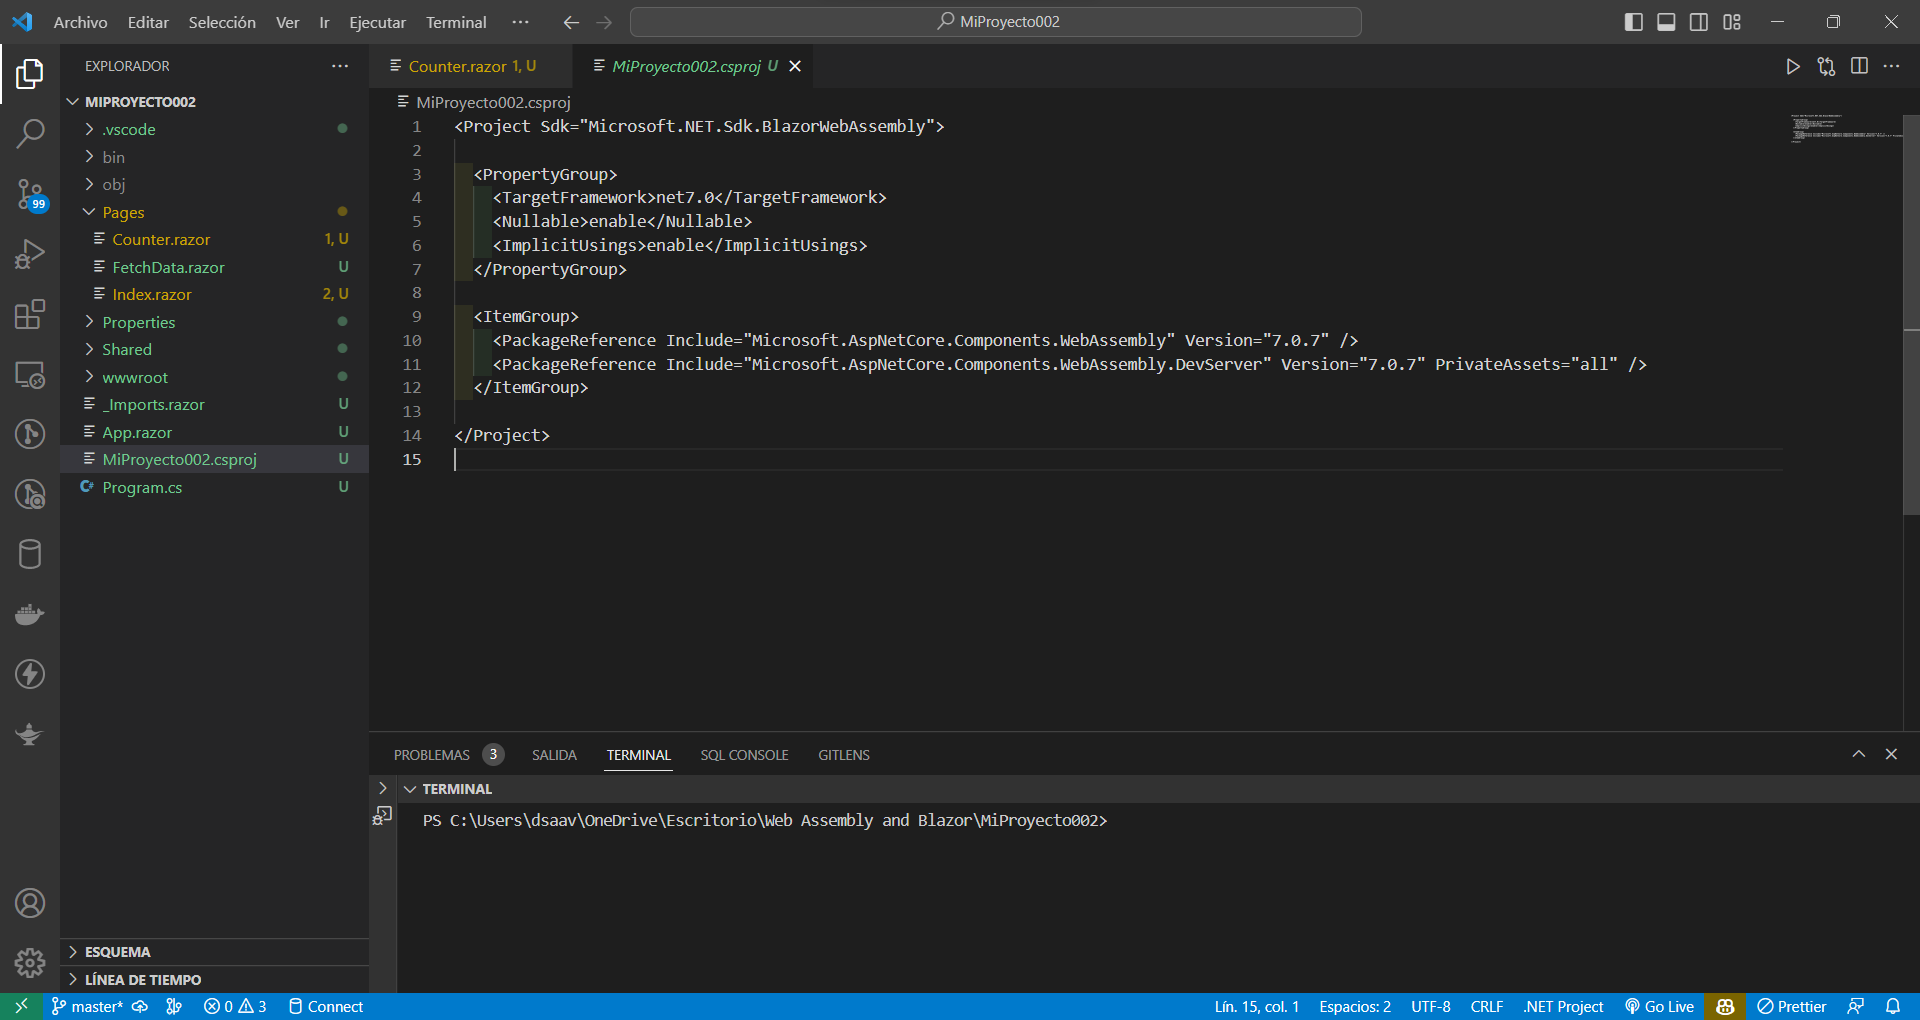 Archivo Editar Selección Ver Ir Ejecutar Terminal ··· MiProyecto002
EXPLORADOR ···
MIPROYECTO002
.vscode
bin
obj
Pages
Counter.razor 1, U
FetchData.razor U
Index.razor 2, U
Properties
Shared
wwwroot
_Imports.razor U
App.razor U
MiProyecto002.csproj U
Program.cs U
99
ESQUEMA
LÍNEA DE TIEMPO
Counter.razor 1, U MiProyecto002.csproj U
MiProyecto002.csproj
1 <Project Sdk="Microsoft.NET.Sdk.BlazorWebAssembly">
2
3 <PropertyGroup>
4 <TargetFramework>net7.0</TargetFramework>
5 <Nullable>enable</Nullable>
6 <ImplicitUsings>enable</ImplicitUsings>
7 </PropertyGroup>
8
9 <ItemGroup>
10 <PackageReference Include="Microsoft.AspNetCore.Components.WebAssembly" Version="7.0.7" />
11 <PackageReference Include="Microsoft.AspNetCore.Components.WebAssembly.DevServer" Version="7.0.7" PrivateAssets="all" />
12 </ItemGroup>
13
14 </Project>
15
PROBLEMAS 3 SALIDA TERMINAL SQL CONSOLE GITLENS
TERMINAL
PS C:\Users\dsaav\OneDrive\Escritorio\Web Assembly and Blazor\MiProyecto002>
master* 0 3 Connect Lín. 15, col. 1 Espacios: 2 UTF-8 CRLF .NET Project Go Live Prettier